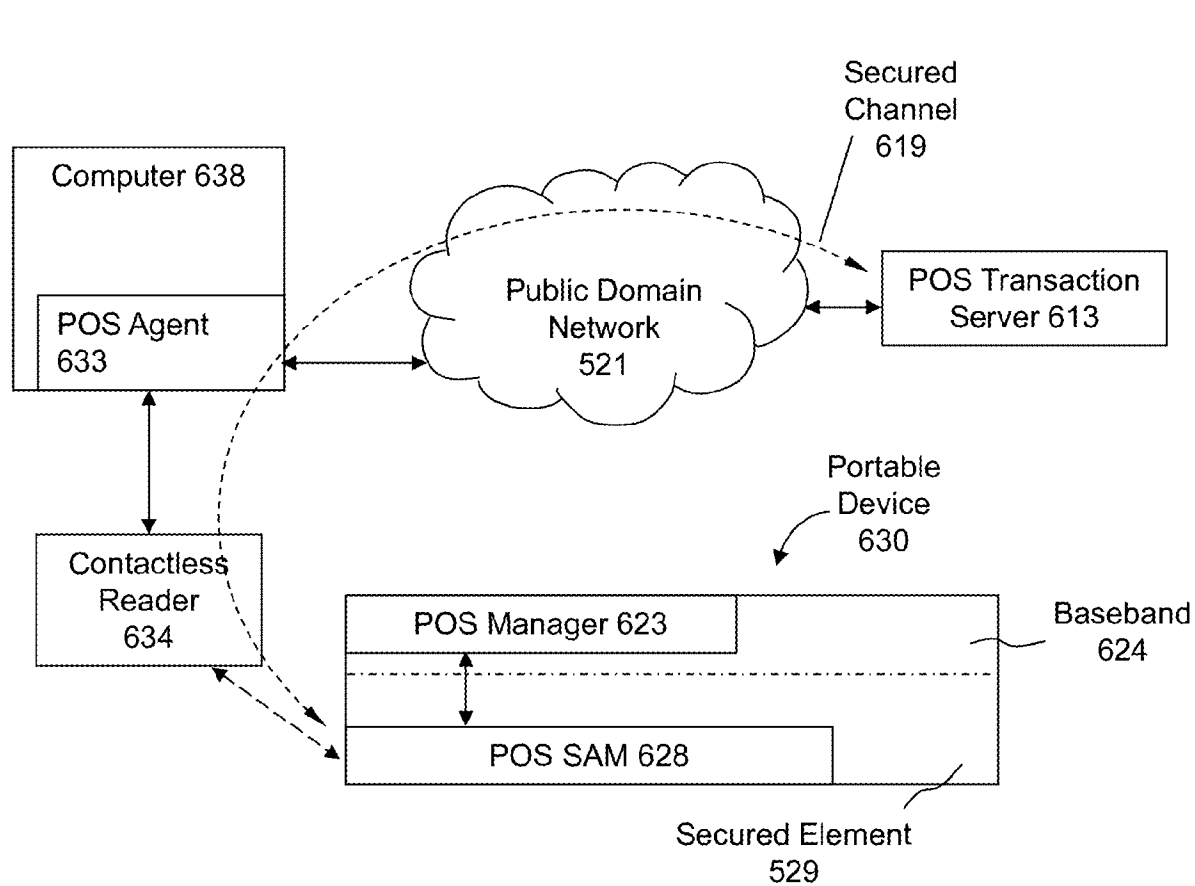 Secured
Channel
619
Computer 638
POS Agent
633
Public Domain
Network
521
POS Transaction
Server 613
Portable
Device
630
Contactless
Reader
634
POS Manager 623
Baseband
624
POS SAM 628
Secured Element
529